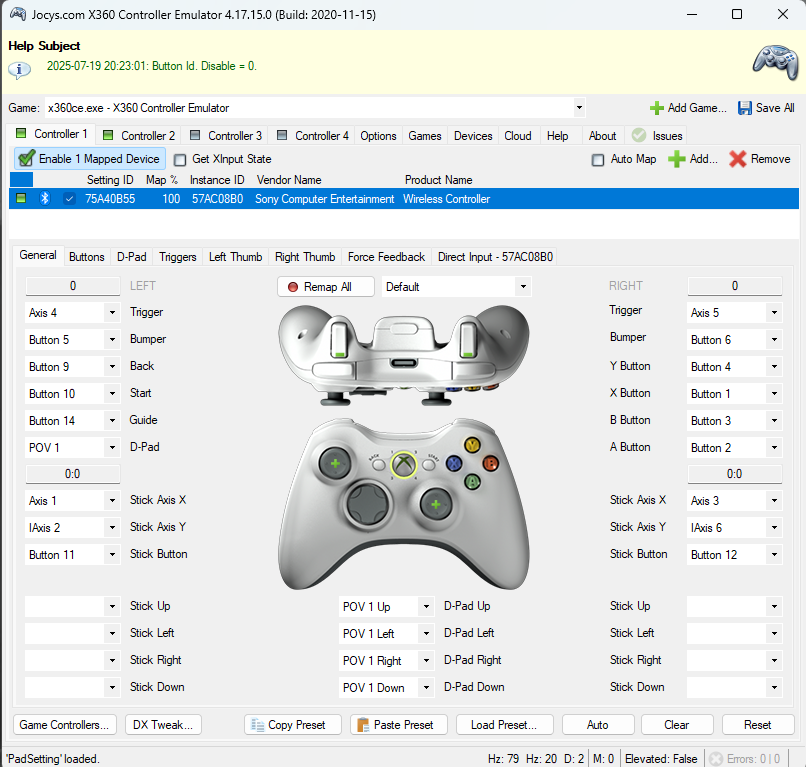 Jocys.com X360 Controller Emulator 4.17.15.0 (Build: 2020-11-15)
Help Subject
2025-07-19 20:23:01: Button Id. Disable = 0.
Game: x360ce.exe - X360 Controller Emulator Add Game... Save All
Controller 1 Controller 2 Controller 3 Controller 4 Options Games Devices Cloud Help About Issues
Enable 1 Mapped Device Get XInput State Auto Map Add... Remove
Setting ID Map % Instance ID Vendor Name Product Name
75A40B55 100 57AC08B0 Sony Computer Entertainment Wireless Controller
General Buttons D-Pad Triggers Left Thumb Right Thumb Force Feedback Direct Input - 57AC08B0
0 LEFT Remap All Default RIGHT 0
Axis 4 Trigger Trigger Axis 5
Button 5 Bumper Bumper Button 6
Button 9 Back Y Button Button 4
Button 10 Start X Button Button 1
Button 14 Guide B Button Button 3
POV 1 D-Pad A Button Button 2
BACK START Y X B A
0:0 0:0
Axis 1 Stick Axis X Stick Axis X Axis 3
IAxis 2 Stick Axis Y Stick Axis Y IAxis 6
Button 11 Stick Button Stick Button Button 12
Stick Up POV 1 Up D-Pad Up Stick Up
Stick Left POV 1 Left D-Pad Left Stick Left
Stick Right POV 1 Right D-Pad Right Stick Right
Stick Down POV 1 Down D-Pad Down Stick Down
Game Controllers... DX Tweak... Copy Preset Paste Preset Load Preset... Auto Clear Reset
'PadSetting' loaded. Hz: 79 Hz: 20 D: 2 M: 0 Elevated: False Errors: 0 | 0